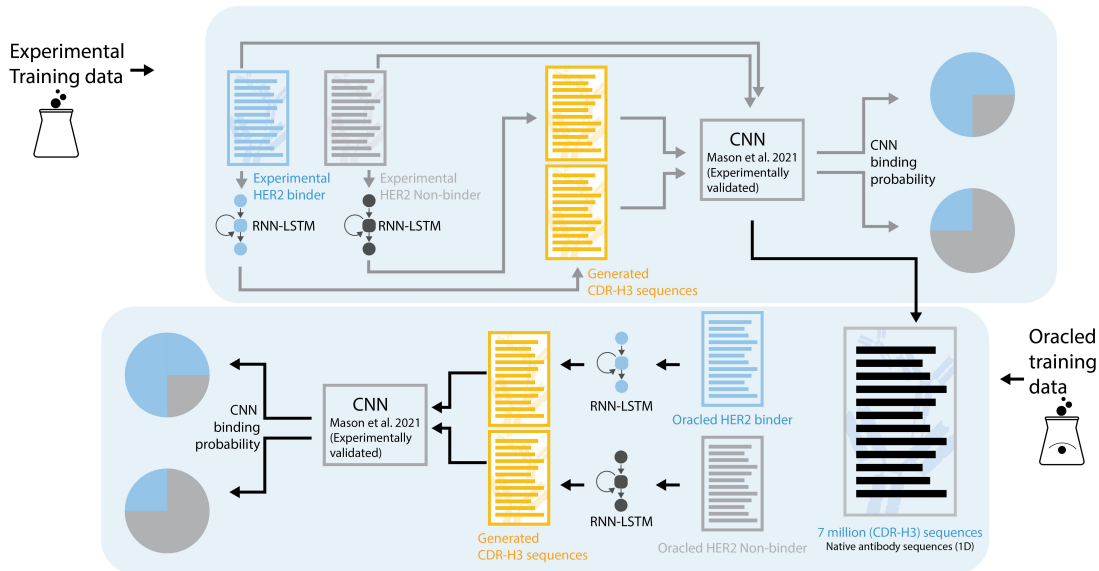 Experimental
Training data
Experimental
HER2 binder
Experimental
HER2 Non-binder
RNN-LSTM
RNN-LSTM
Generated
CDR-H3 sequences
CNN
Mason et al. 2021
(Experimentally
validated)
CNN
binding
probability
Oracled
training
data
7 million (CDR-H3) sequences
Native antibody sequences (1D)
Oracled HER2 binder
RNN-LSTM
Oracled HER2 Non-binder
RNN-LSTM
Generated
CDR-H3 sequences
CNN
Mason et al. 2021
(Experimentally
validated)
CNN
binding
probability